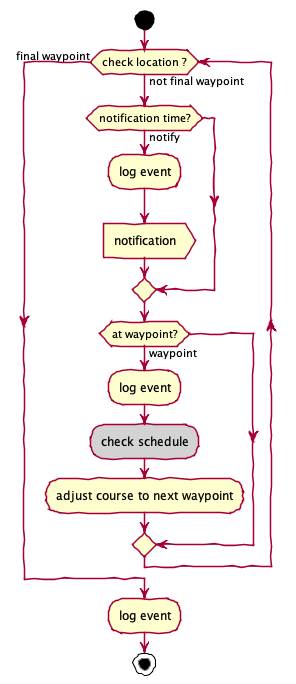 final waypoint
check location ?
not final waypoint
notification time?
notify
log event
notification
at waypoint?
waypoint
log event
check schedule
adjust course to next waypoint
log event